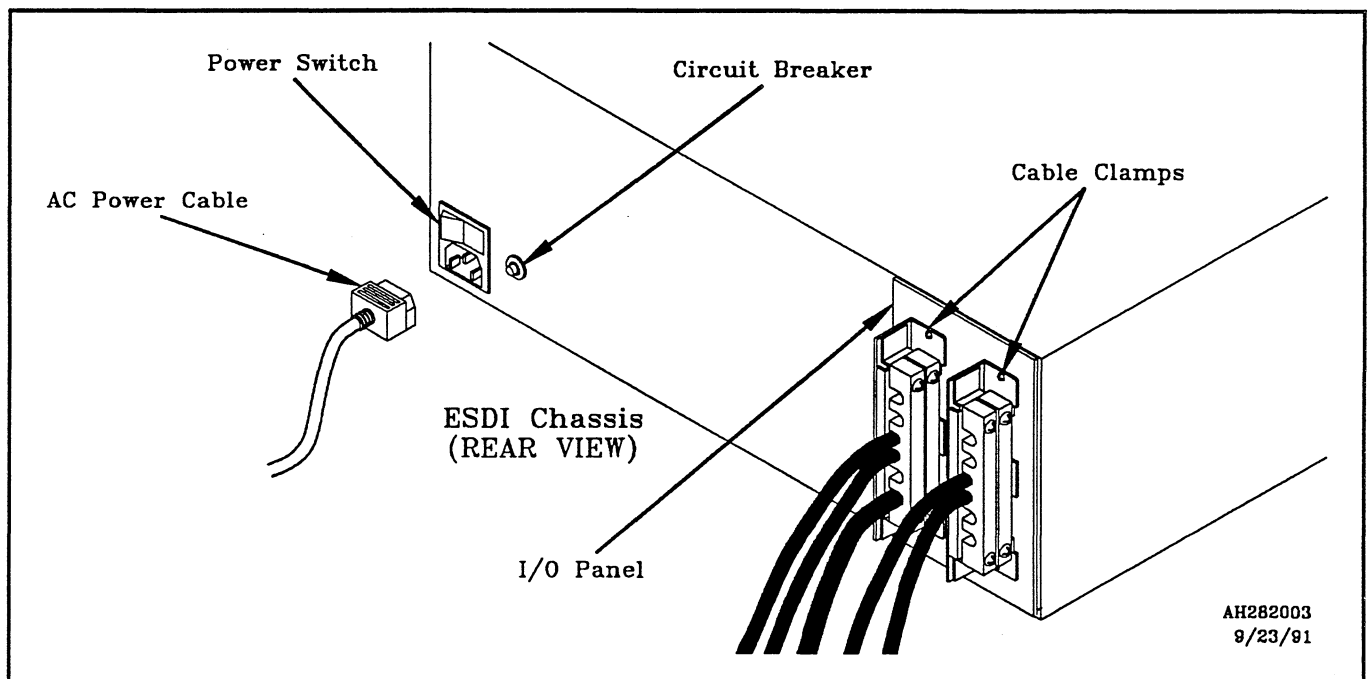 Power Switch
Circuit Breaker
Cable Clamps
AC Power Cable
ESDI Chassis
(REAR VIEW)
I/O Panel
AH282003
9/23/91